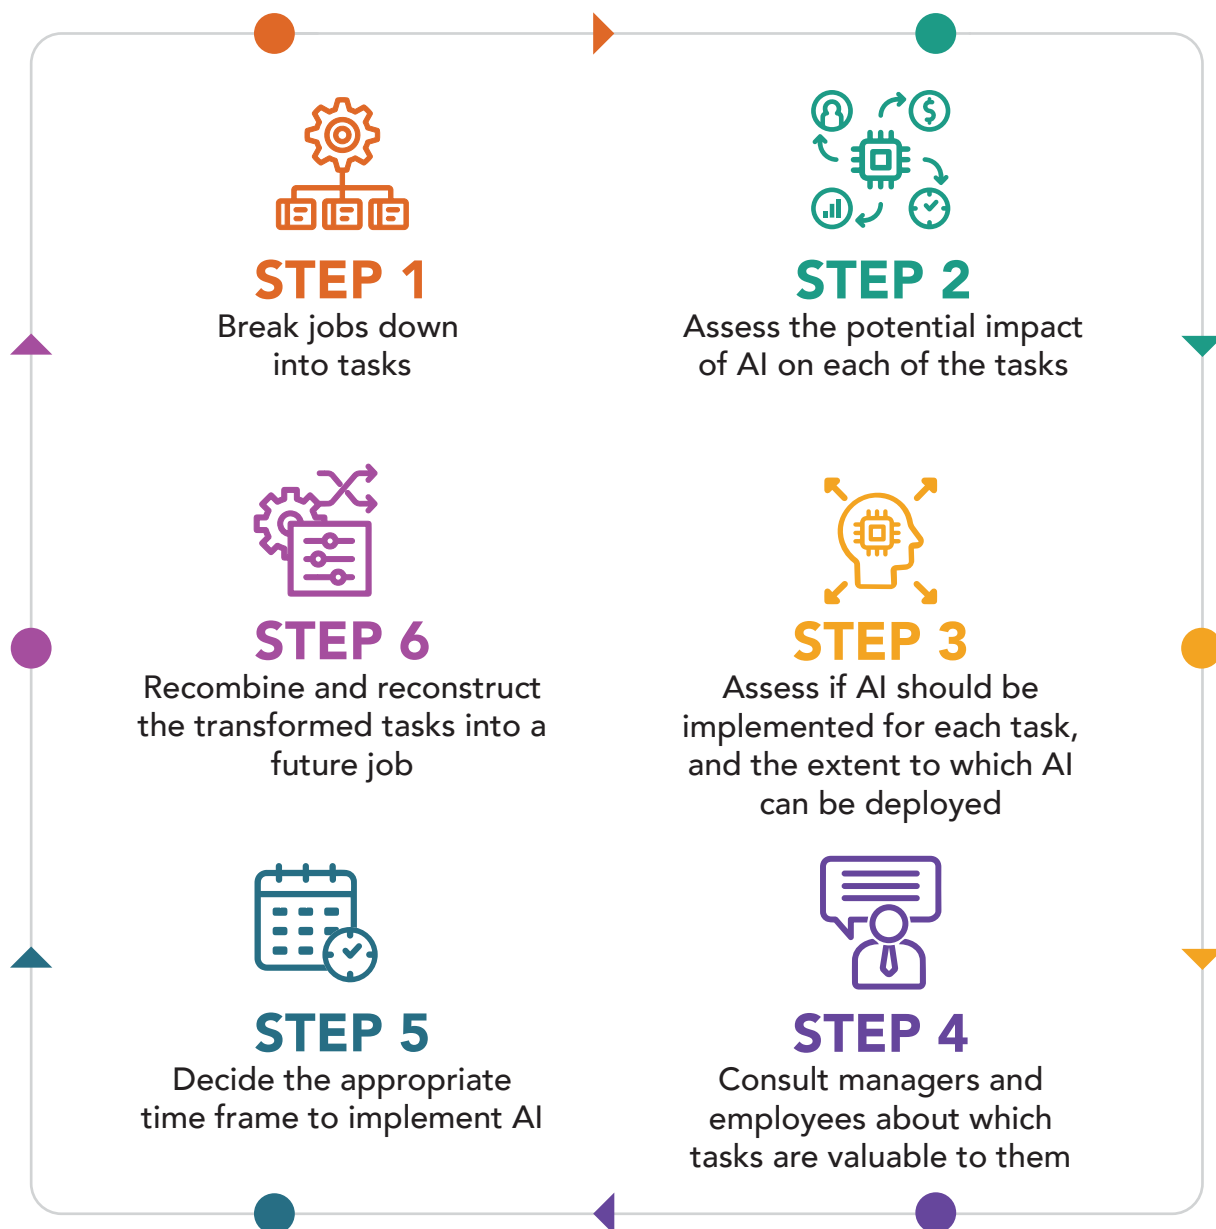 STEP 1
Break jobs down
into tasks
STEP 2
Assess the potential impact
of AI on each of the tasks
STEP 3
Assess if AI should be
implemented for each task,
and the extent to which AI
can be deployed
STEP 4
Consult managers and
employees about which
tasks are valuable to them
STEP 5
Decide the appropriate
time frame to implement AI
STEP 6
Recombine and reconstruct
the transformed tasks into a
future job